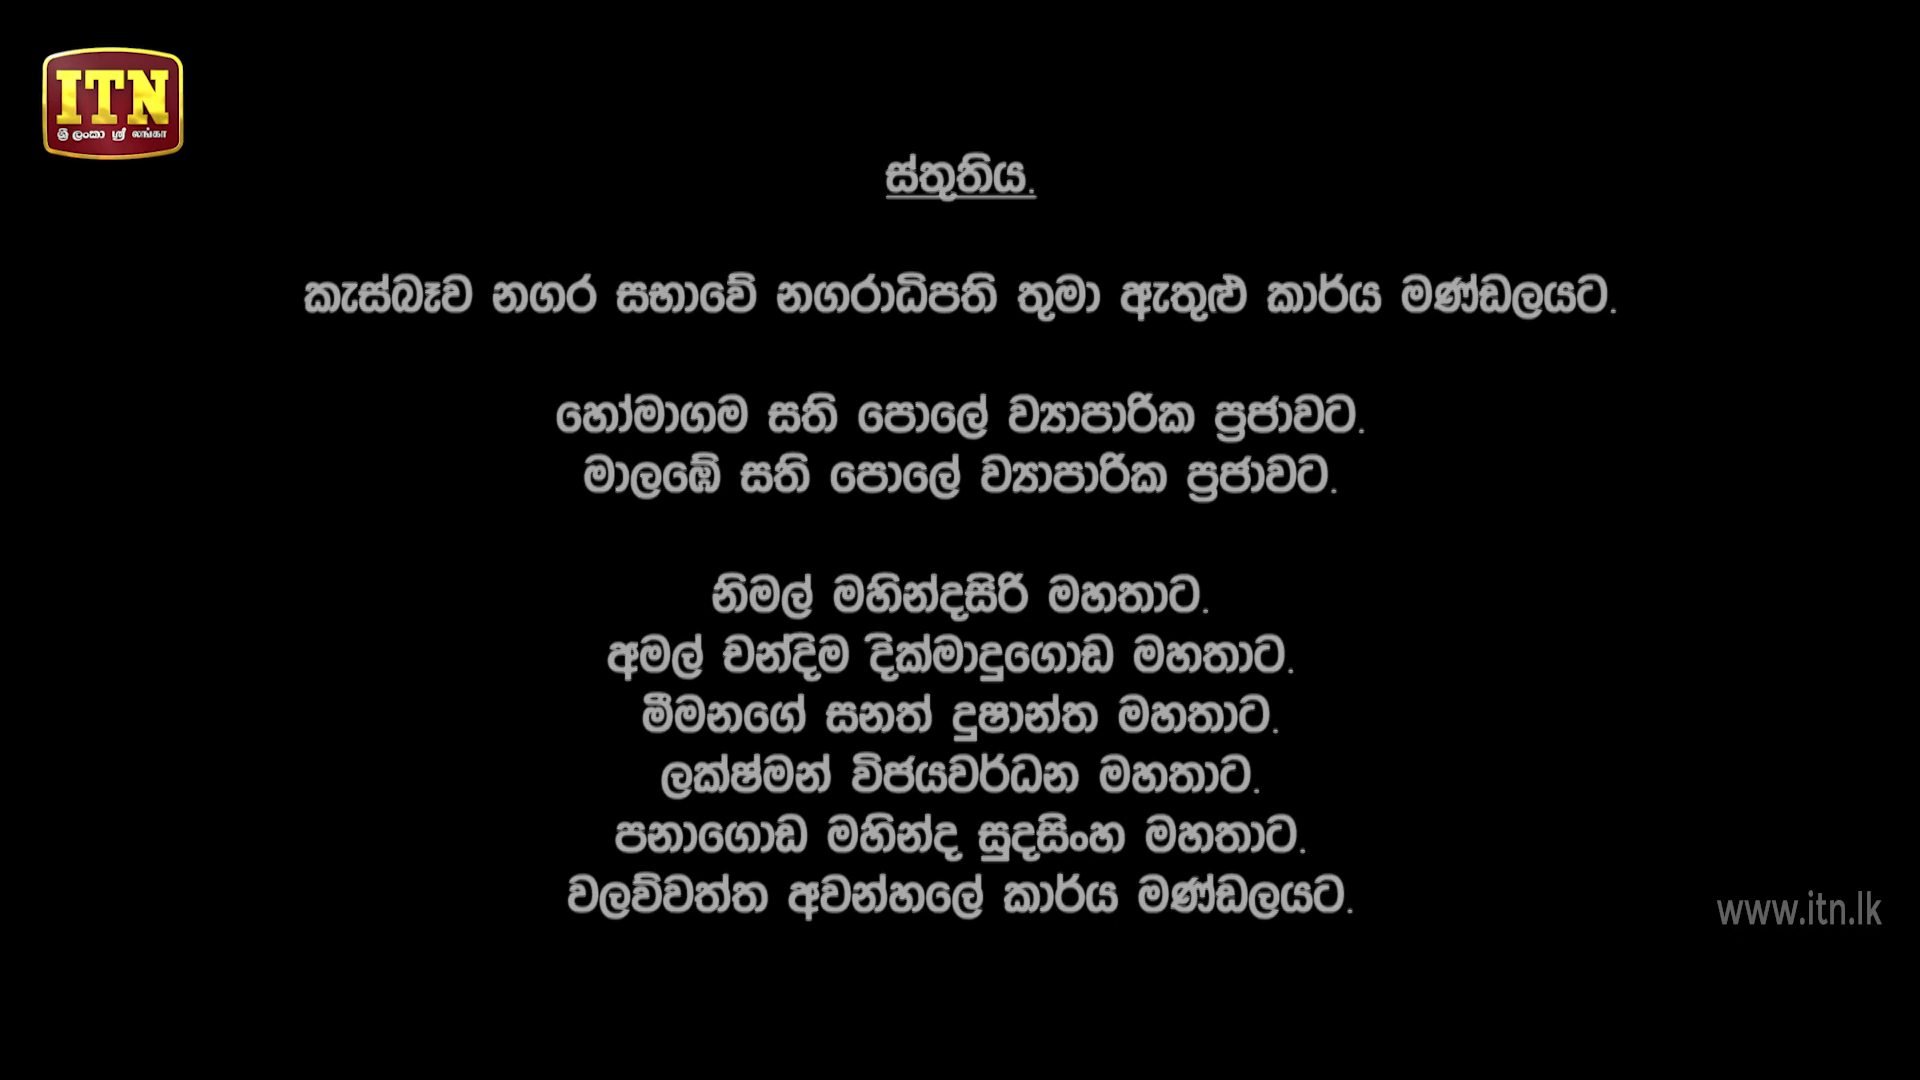 ITN
ශ්‍රී ලංකා ஸ்ரீ லங்கா
ස්තුතිය.
කැස්බෑව නගර සභාවේ නගරාධිපති තුමා ඇතුළු කාර්ය මණ්ඩලයට.
හෝමාගම සති පොලේ ව්‍යාපාරික ප්‍රජාවට.
මාලඹේ සති පොලේ ව්‍යාපාරික ප්‍රජාවට.
නිමල් මහින්දසිරි මහතාට.
අමල් චන්දිම දික්මාදුගොඩ මහතාට.
මීමනගේ සනත් දුෂාන්ත මහතාට.
ලක්ෂ්මන් විජයවර්ධන මහතාට.
පනාගොඩ මහින්ද සුදසිංහ මහතාට.
වලව්වත්ත අවන්හලේ කාර්ය මණ්ඩලයට.
www.itn.lk